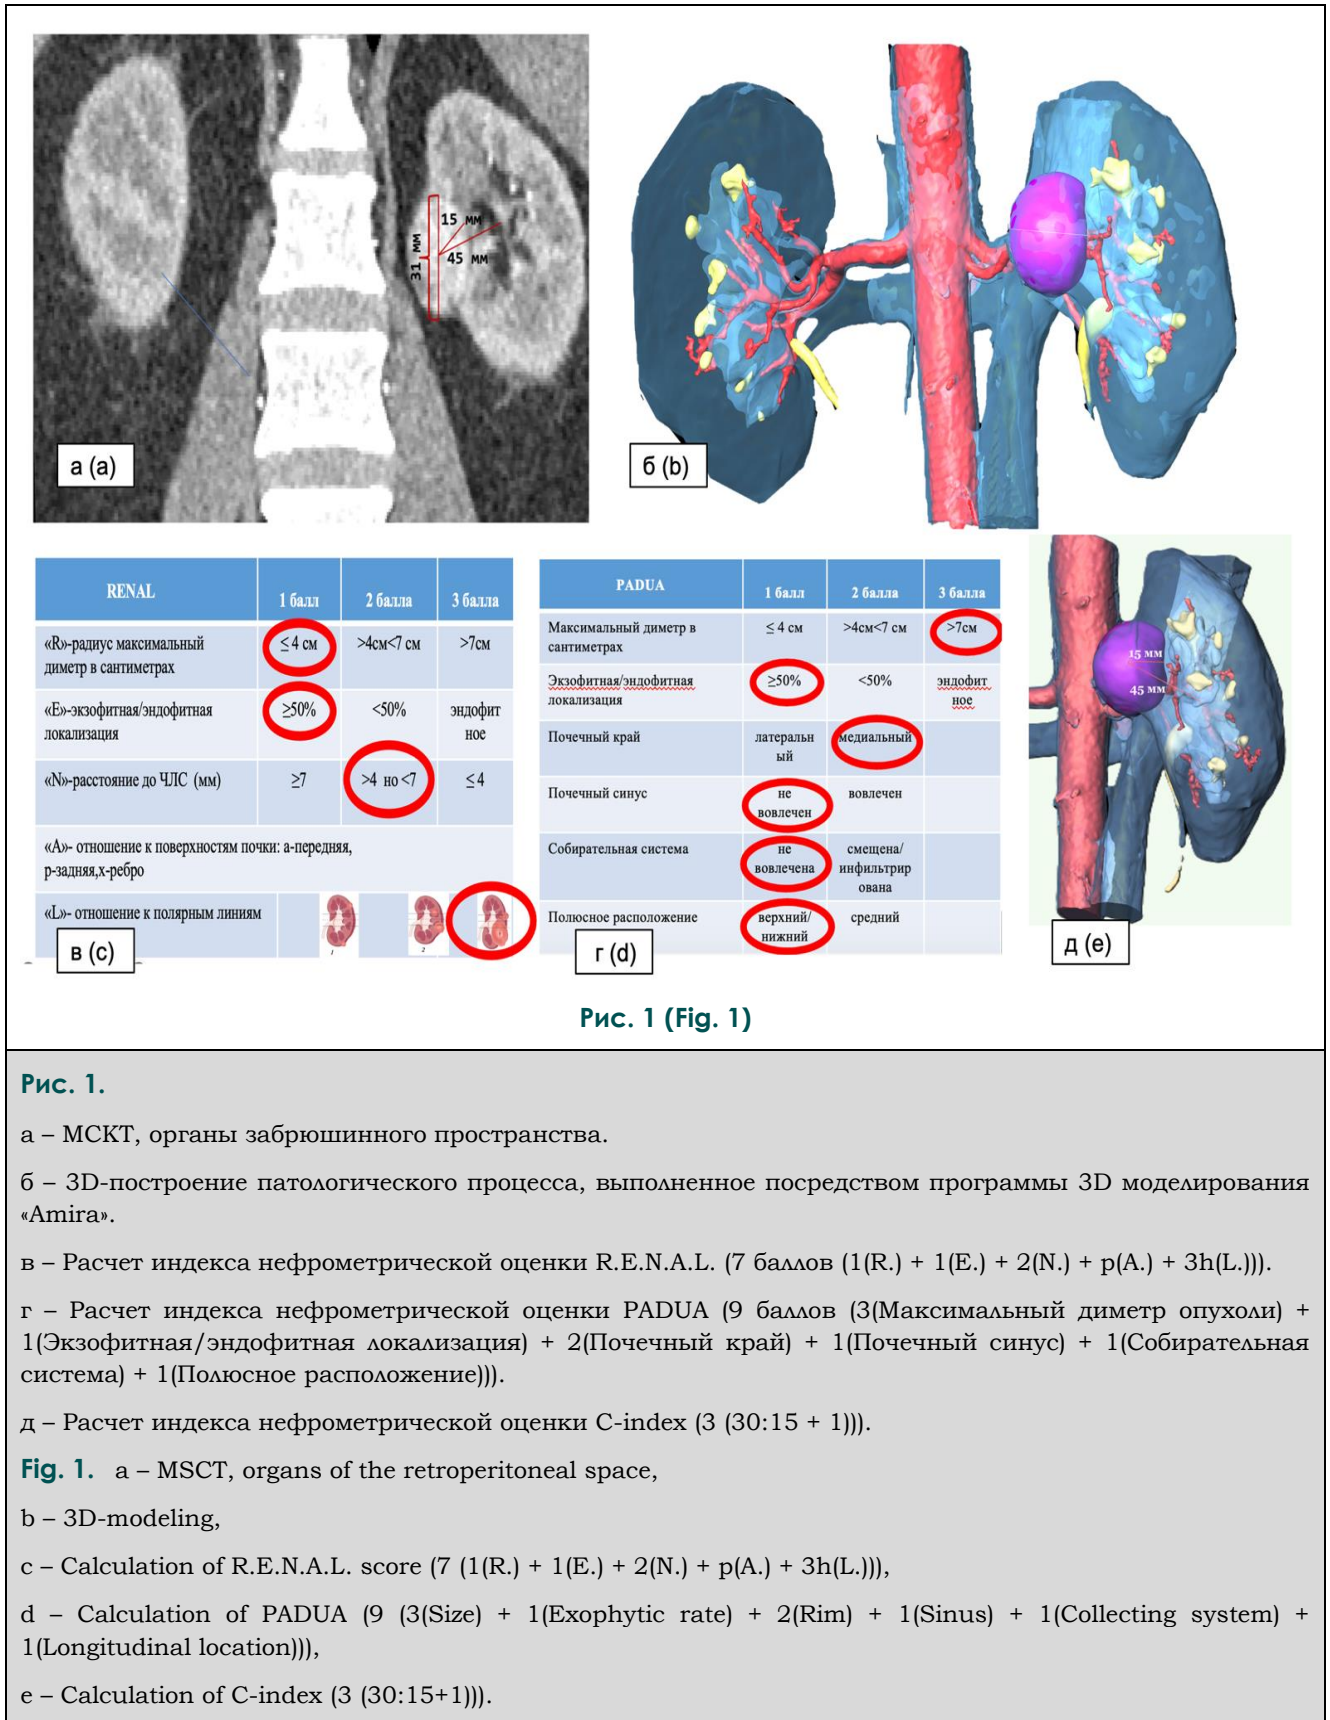 31 мм
15 мм
45 мм
а (a)
б (b)
RENAL
1 балл
2 балла
3 балла
«R»-радиус максимальный
диметр в сантиметрах
≤ 4 см
>4см<7 см
>7см
«E»-экзофитная/эндофитная
локализация
≥50%
<50%
эндофит
ное
«N»-расстояние до ЧЛС (мм)
≥7
>4 но <7
≤ 4
«A»- отношение к поверхностям почки: а-передняя,
р-задняя,х-ребро
«L»- отношение к полярным линиям
1
2
в (c)
PADUA
1 балл
2 балла
3 балла
Максимальный диметр в
сантиметрах
≤ 4 см
>4см<7 см
>7см
Экзофитная/эндофитная
локализация
≥50%
<50%
эндофит
ное
Почечный край
латеральн
ый
медиальный
Почечный синус
не
вовлечен
вовлечен
Собирательная система
не
вовлечена
смещена/
инфильтрир
ована
Полюсное расположение
верхний/
нижний
средний
г (d)
15 мм
45 мм
д (e)
Рис. 1 (Fig. 1)
Рис. 1.
а – МСКТ, органы забрюшинного пространства.
б – 3D-построение патологического процесса, выполненное посредством программы 3D моделирования
«Amira».
в – Расчет индекса нефрометрической оценки R.E.N.A.L. (7 баллов (1(R.) + 1(E.) + 2(N.) + p(A.) + 3h(L.))).
г – Расчет индекса нефрометрической оценки PADUA (9 баллов (3(Максимальный диметр опухоли) +
1(Экзофитная/эндофитная локализация) + 2(Почечный край) + 1(Почечный синус) + 1(Собирательная
система) + 1(Полюсное расположение))).
д – Расчет индекса нефрометрической оценки C-index (3 (30:15 + 1))).
Fig. 1. a – MSCT, organs of the retroperitoneal space,
b – 3D-modeling,
c – Calculation of R.E.N.A.L. score (7 (1(R.) + 1(E.) + 2(N.) + p(A.) + 3h(L.))),
d – Calculation of PADUA (9 (3(Size) + 1(Exophytic rate) + 2(Rim) + 1(Sinus) + 1(Collecting system) +
1(Longitudinal location))),
e – Calculation of C-index (3 (30:15+1))).